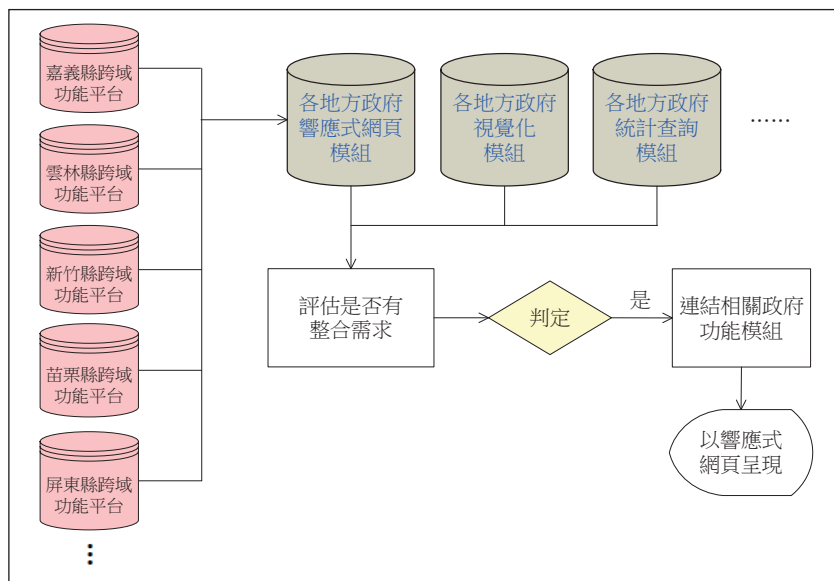 嘉義縣跨域
功能平台
雲林縣跨域
功能平台
新竹縣跨域
功能平台
苗栗縣跨域
功能平台
屏東縣跨域
功能平台
⋮
各地方政府
響應式網頁
模組
各地方政府
視覺化
模組
各地方政府
統計查詢
模組
……
評估是否有
整合需求
判定
是
連結相關政府
功能模組
以響應式
網頁呈現